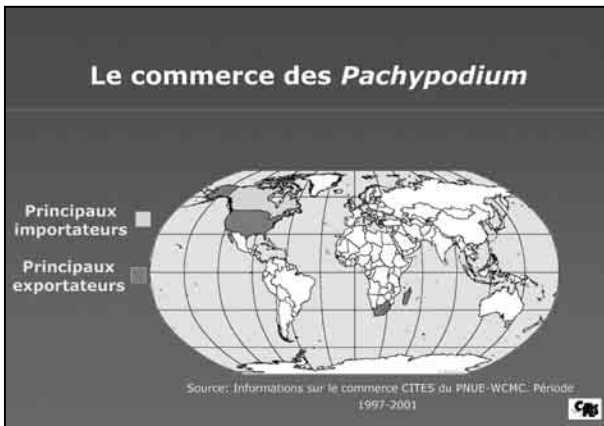 Le commerce des Pachypodium
Principaux
importateurs
Principaux
exportateurs
Source: Informations sur le commerce CITES du PNUE-WCMC. Période
1997-2001